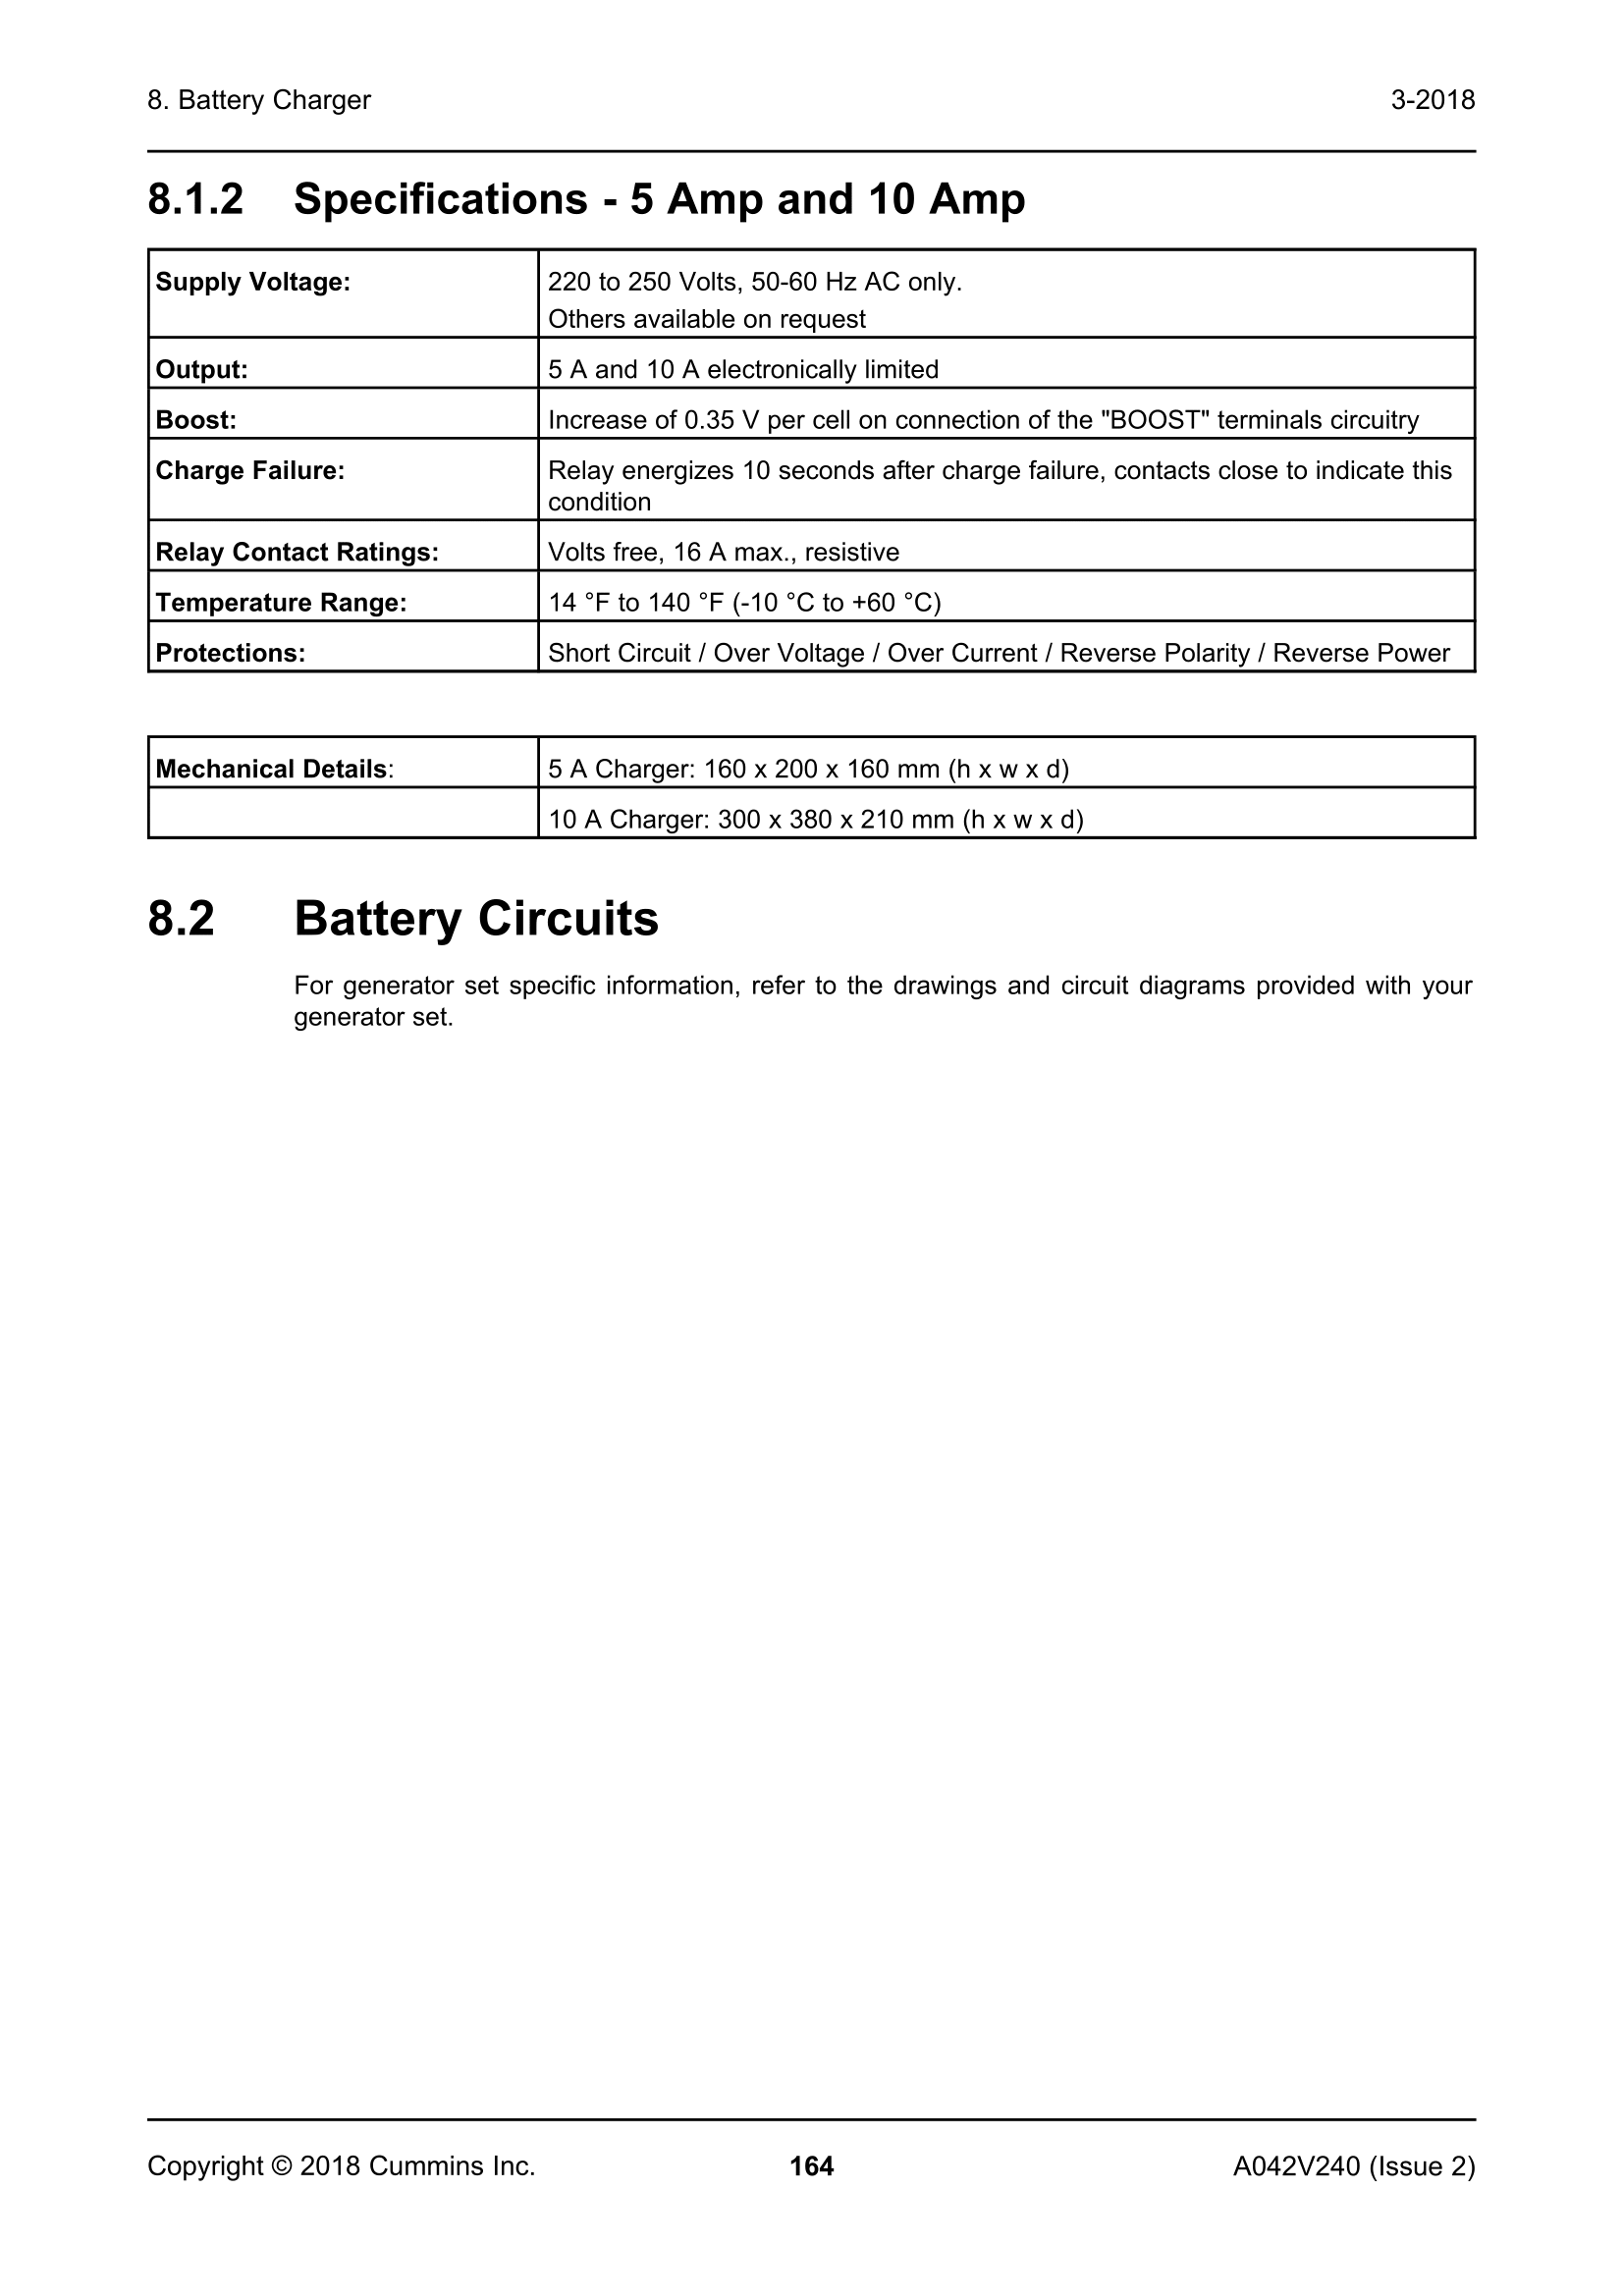 8. Battery Charger 3-2018
8.1.2 Specifications - 5 Amp and 10 Amp
Supply Voltage: 220 to 250 Volts, 50-60 Hz AC only.
Others available on request
Output: 5 A and 10 A electronically limited
Boost: Increase of 0.35 V per cell on connection of the "BOOST" terminals circuitry
Charge Failure: Relay energizes 10 seconds after charge failure, contacts close to indicate this
condition
Relay Contact Ratings: Volts free, 16 A max., resistive
Temperature Range: 14 °F to 140 °F (-10 °C to +60 °C)
Protections: Short Circuit / Over Voltage / Over Current / Reverse Polarity / Reverse Power
Mechanical Details: 5 A Charger: 160 x 200 x 160 mm (h x w x d)
10 A Charger: 300 x 380 x 210 mm (h x w x d)
8.2 Battery Circuits
For generator set specific information, refer to the drawings and circuit diagrams provided with your
generator set.
Copyright © 2018 Cummins Inc. 164 A042V240 (Issue 2)